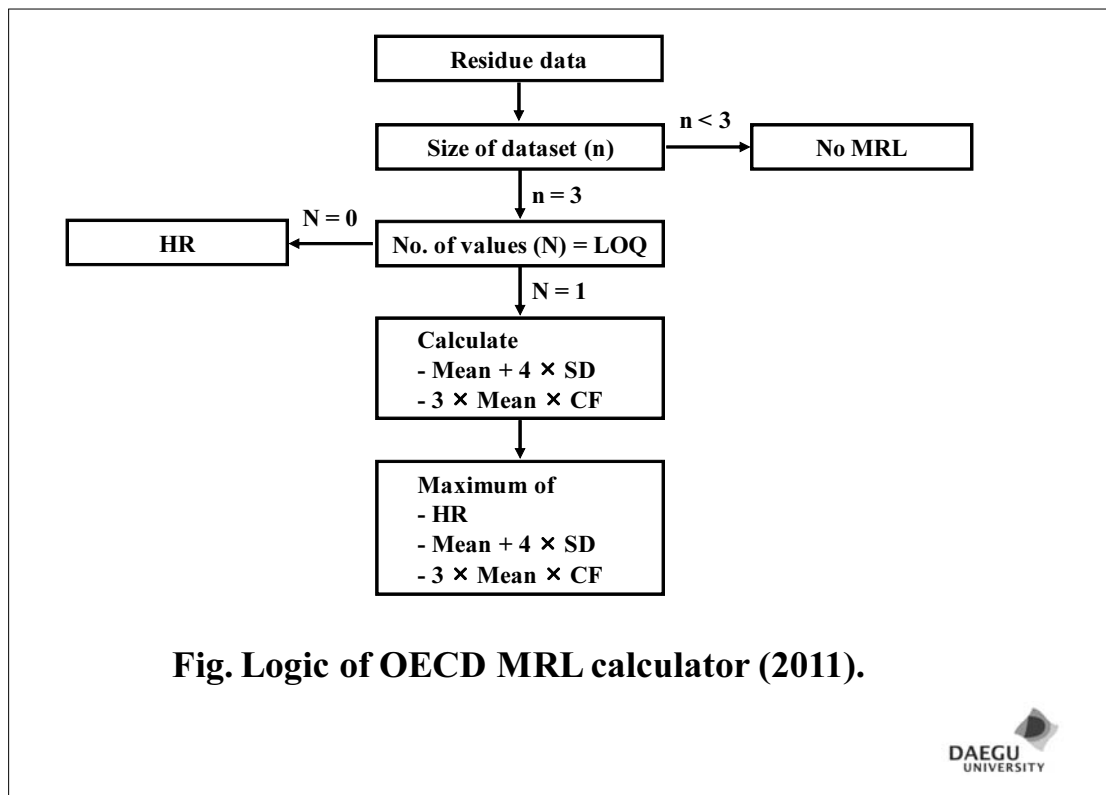 Residue data
n < 3
Size of dataset (n)
No MRL
n = 3
N = 0
HR
No. of values (N) = LOQ
N = 1
Calculate
- Mean + 4 × SD
- 3 × Mean × CF
Maximum of
- HR
- Mean + 4 × SD
- 3 × Mean × CF
Fig. Logic of OECD MRL calculator (2011).
DAEGU
UNIVERSITY